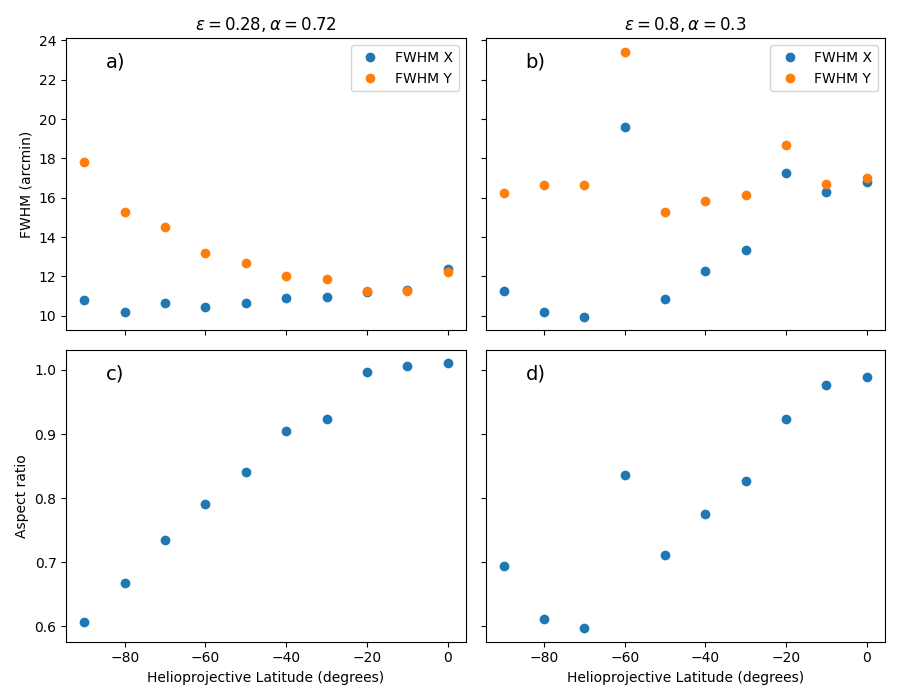 ε = 0.28, α = 0.72
ε = 0.8, α = 0.3
a)
FWHM X
FWHM Y
b)
FWHM X
FWHM Y
24
22
20
18
16
14
12
10
FWHM (arcmin)
c)
d)
1.0
0.9
0.8
0.7
0.6
Aspect ratio
−80 −60 −40 −20 0
−80 −60 −40 −20 0
Helioprojective Latitude (degrees)
Helioprojective Latitude (degrees)